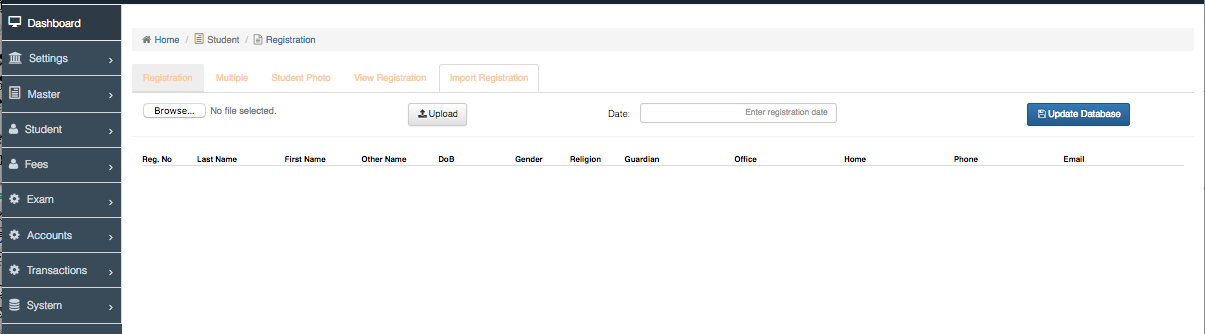 Dashboard
Settings
Master
Student
Fees
Exam
Accounts
Transactions
System
Home / Student / Registration
Registration Multiple Student Photo View Registration Import Registration
Browse... No file selected. Upload Date: Enter registration date Update Database
Reg. No Last Name First Name Other Name DoB Gender Religion Guardian Office Home Phone Email